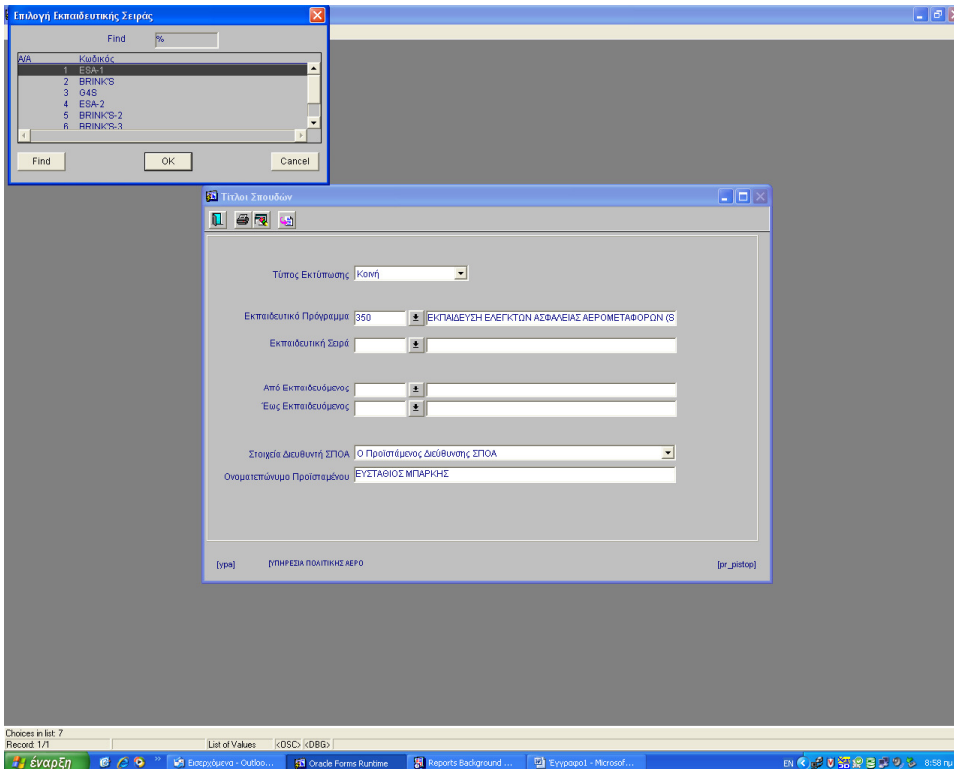 Επιλογή Εκπαιδευτικής Σειράς
Find %
Α/Α Κωδικός
1 ESA-1
2 BRINK'S
3 G4S
4 ESA-2
5 BRINK'S-2
6 BRINK'S-3
Find OK Cancel
Τίτλοι Σπουδών
Τύπος Εκτύπωσης Κοινή
Εκπαιδευτικό Πρόγραμμα 350 ΕΚΠΑΙΔΕΥΣΗ ΕΛΕΓΚΤΩΝ ΑΣΦΑΛΕΙΑΣ ΑΕΡΟΜΕΤΑΦΟΡΩΝ (S
Εκπαιδευτική Σειρά
Από Εκπαιδευόμενος
Έως Εκπαιδευόμενος
Στοιχεία Διευθυντή ΣΠΟΑ Ο Προϊστάμενος Διεύθυνσης ΣΠΟΑ
Ονοματεπώνυμο Προϊσταμένου ΕΥΣΤΑΘΙΟΣ ΜΠΑΡΚΗΣ
[ypa] [ΥΠΗΡΕΣΙΑ ΠΟΛΙΤΙΚΗΣ ΑΕΡΟ [pr_pistop]
Choices in list: 7
Record: 1/1 List of Values <OSC> <DBG>
έναρξη Εισερχόμενα - Outloo... Oracle Forms Runtime Reports Background ... Έγγραφο1 - Microsof... EN 8:58 πμ